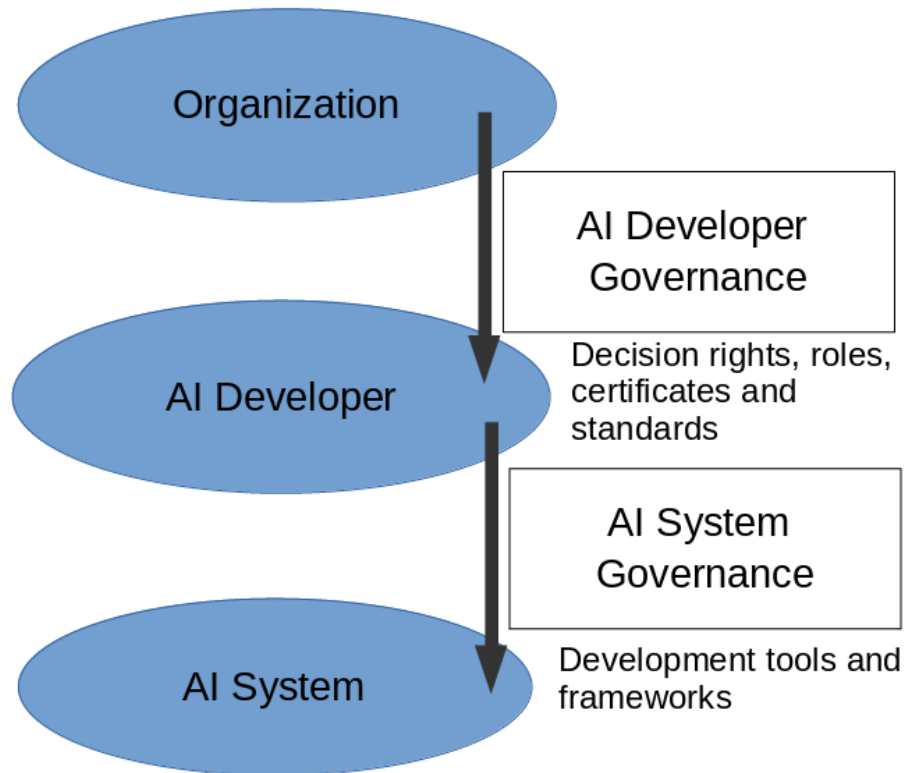 Organization
AI Developer
Governance
Decision rights, roles,
certificates and
standards
AI Developer
AI System
Governance
Development tools and
frameworks
AI System